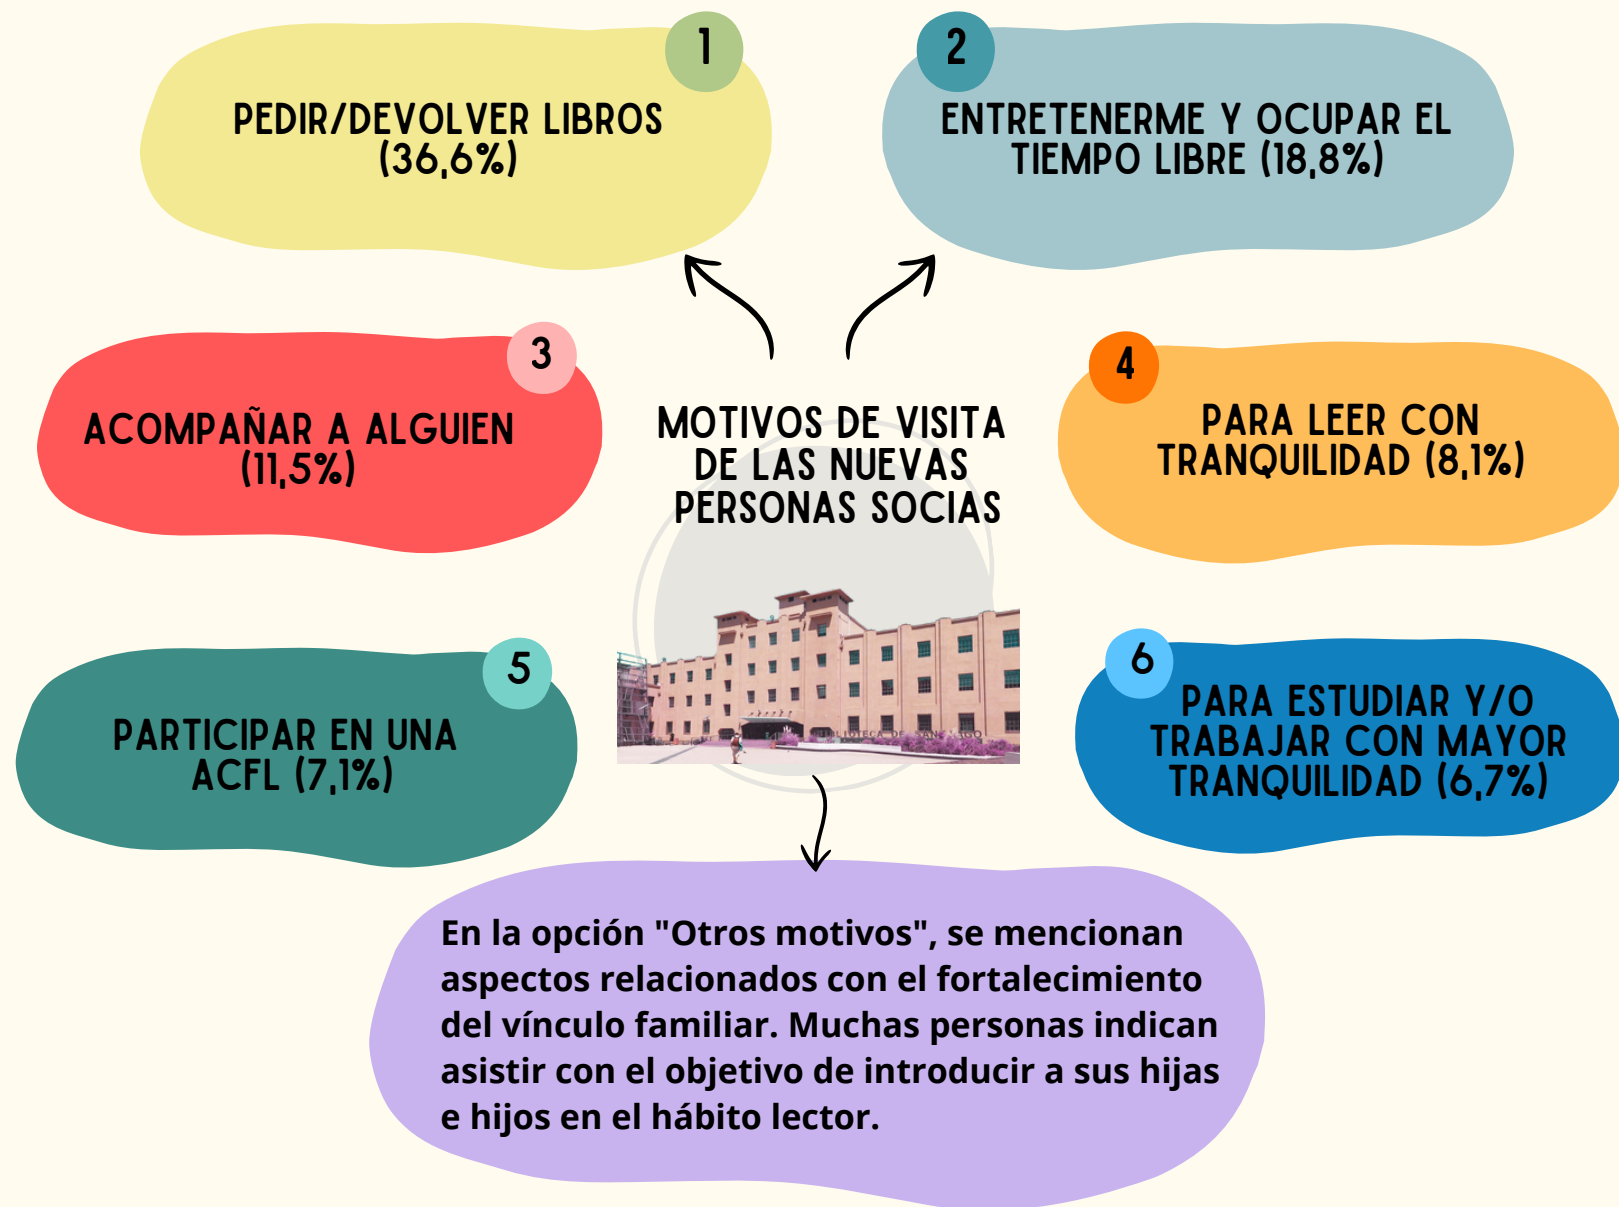 1
PEDIR/DEVOLVER LIBROS
(36,6%)
2
ENTRETENERME Y OCUPAR EL
TIEMPO LIBRE (18,8%)
3
ACOMPAÑAR A ALGUIEN
(11,5%)
MOTIVOS DE VISITA
DE LAS NUEVAS
PERSONAS SOCIAS
4
PARA LEER CON
TRANQUILIDAD (8,1%)
5
PARTICIPAR EN UNA
ACFL (7,1%)
6
PARA ESTUDIAR Y/O
TRABAJAR CON MAYOR
TRANQUILIDAD (6,7%)
BIBLIOTECA DE SANTIAGO
En la opción "Otros motivos", se mencionan
aspectos relacionados con el fortalecimiento
del vínculo familiar. Muchas personas indican
asistir con el objetivo de introducir a sus hijas
e hijos en el hábito lector.